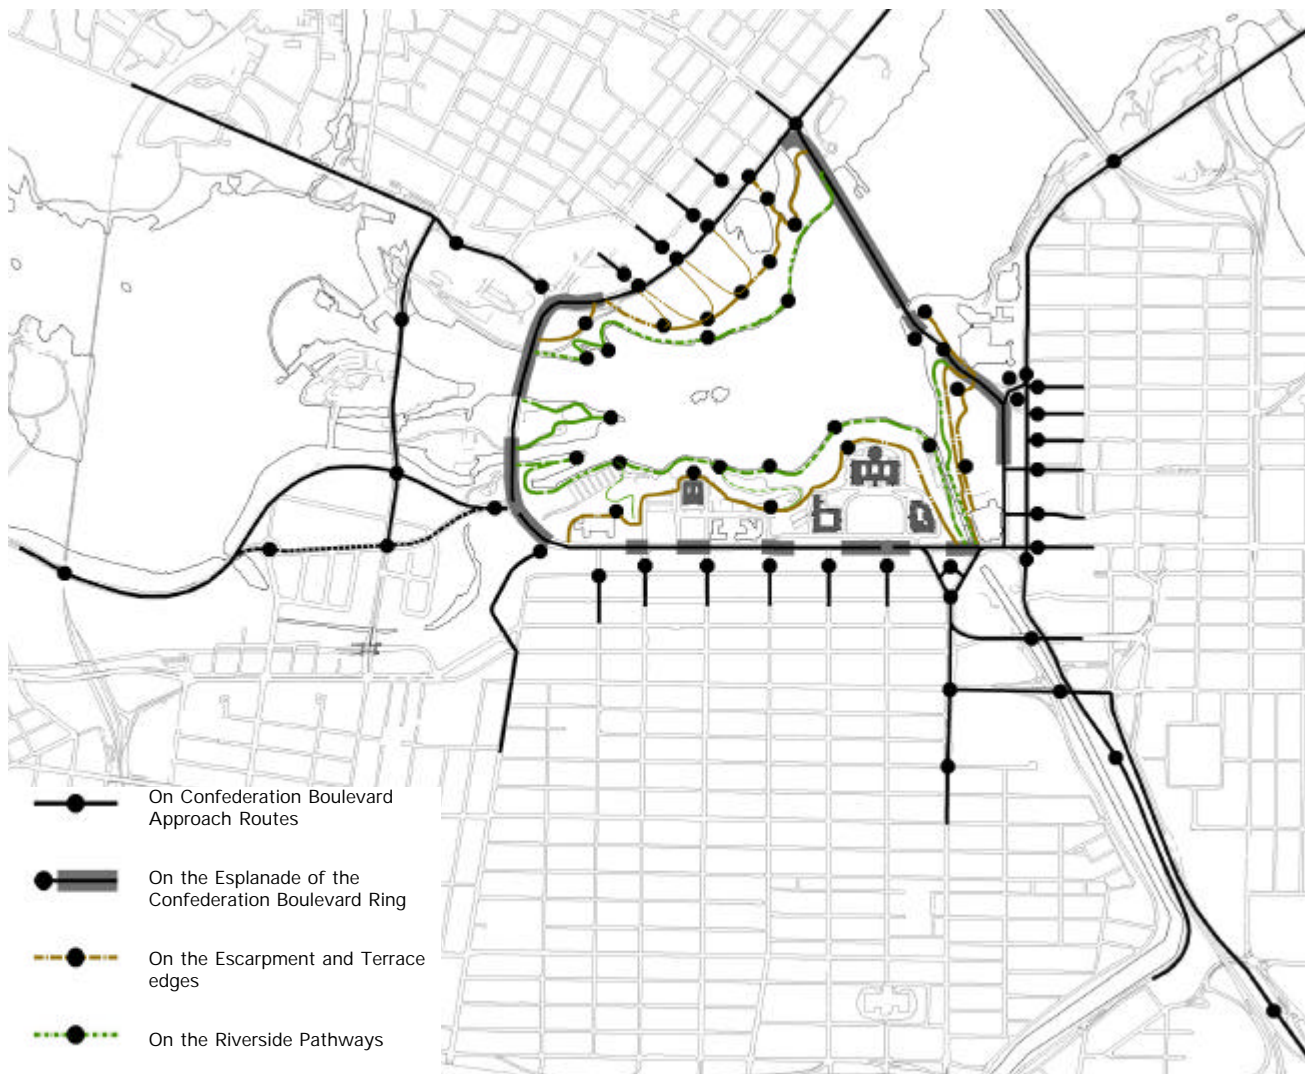 On Confederation Boulevard
Approach Routes
On the Esplanade of the
Confederation Boulevard Ring
On the Escarpment and Terrace
edges
On the Riverside Pathways